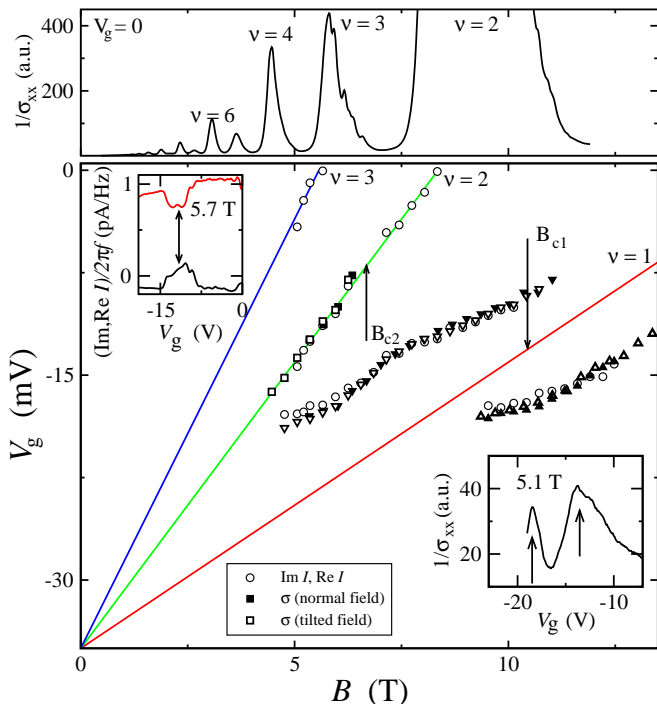 V_g = 0
ν = 4
ν = 3
ν = 2
ν = 6
1/σ_xx (a.u.)
400
200
0
ν = 3
ν = 2
ν = 1
B_c1
B_c2
(Im,Re I)/2πf (pA/Hz)
1
0
5.7 T
-15
0
V_g (V)
V_g (mV)
0
-15
-30
1/σ_xx (a.u.)
40
20
5.1 T
-20
-10
V_g (V)
Im I, Re I
σ (normal field)
σ (tilted field)
0
5
10
B (T)